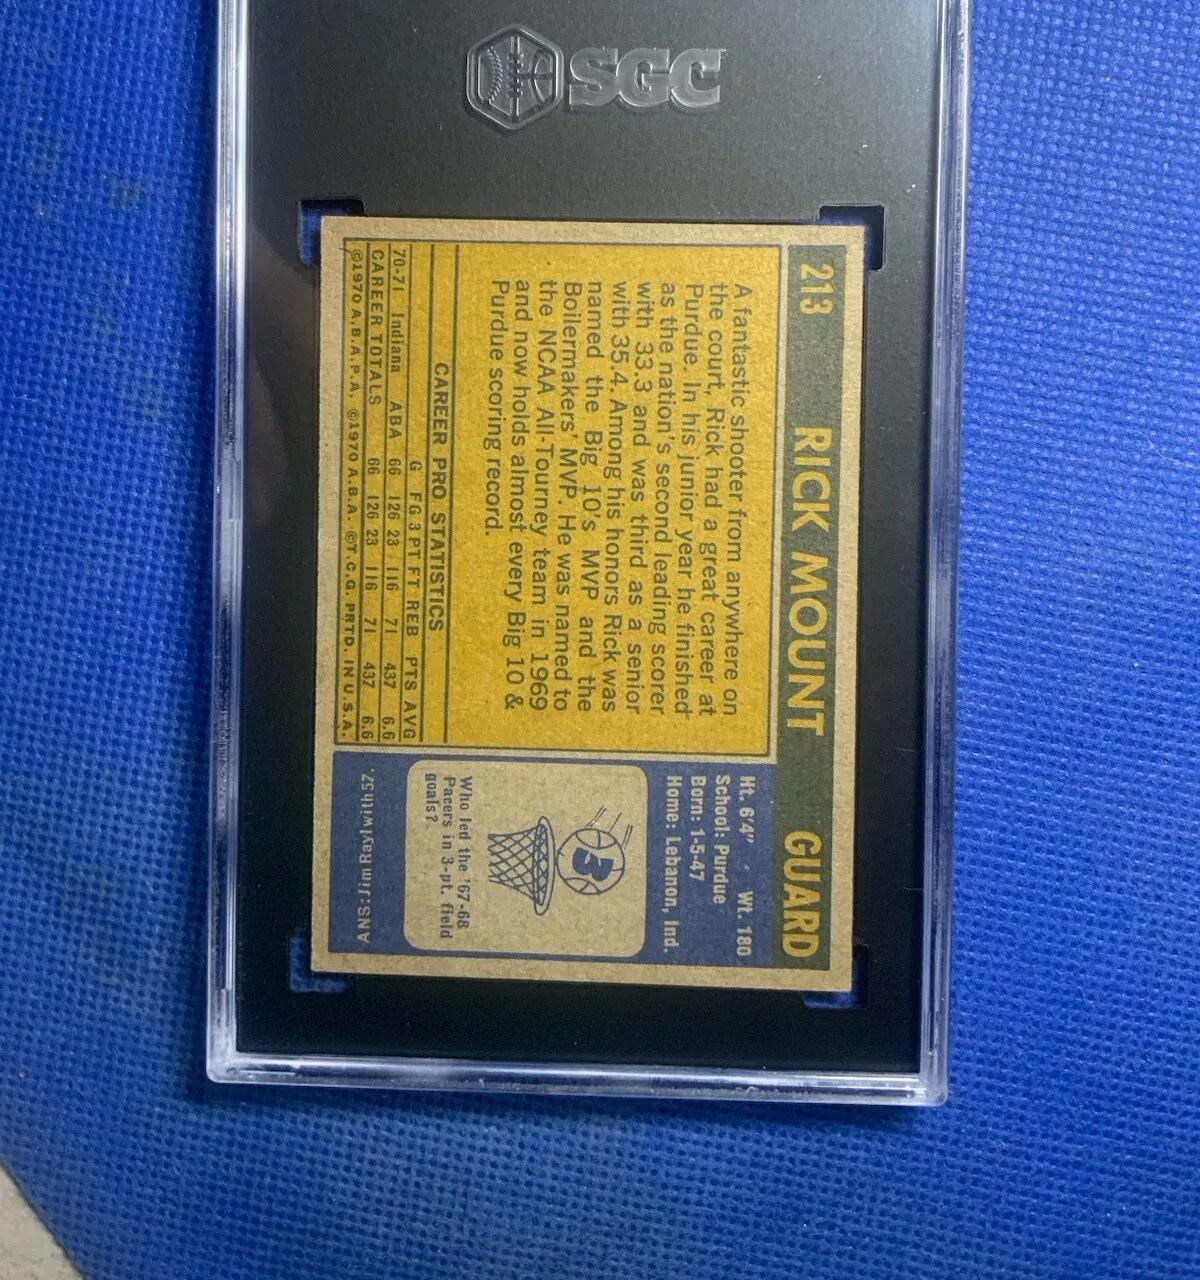 SGC
213 RICK MOUNT GUARD
A fantastic shooter from anywhere on
the court, Rick had a great career at
Purdue. In his junior year he finished
as the nation's second leading scorer
with 33.3 and was third as a senior
with 35.4. Among his honors Rick was
named the Big 10's MVP and the
Boilermakers' MVP. He was named to
the NCAA All-Tourney team in 1969
and now holds almost every Big 10 &
Purdue scoring record.
CAREER PRO STATISTICS
G FG 3 PT FT REB PTS AVG
70-71 Indiana ABA 66 126 23 116 71 437 6.6
CAREER TOTALS 66 126 23 116 71 437 6.6
©1970 A.B.A.P.A. ©1970 A.B.A. ©T.C.G. PRTD. IN U.S.A.
Ht. 6'4" · Wt. 180
School: Purdue
Born: 1-5-47
Home: Lebanon, Ind.
3
Who led the '67-68
Pacers in 3-pt. field
goals?
ANS: Jim Rayl with 57.